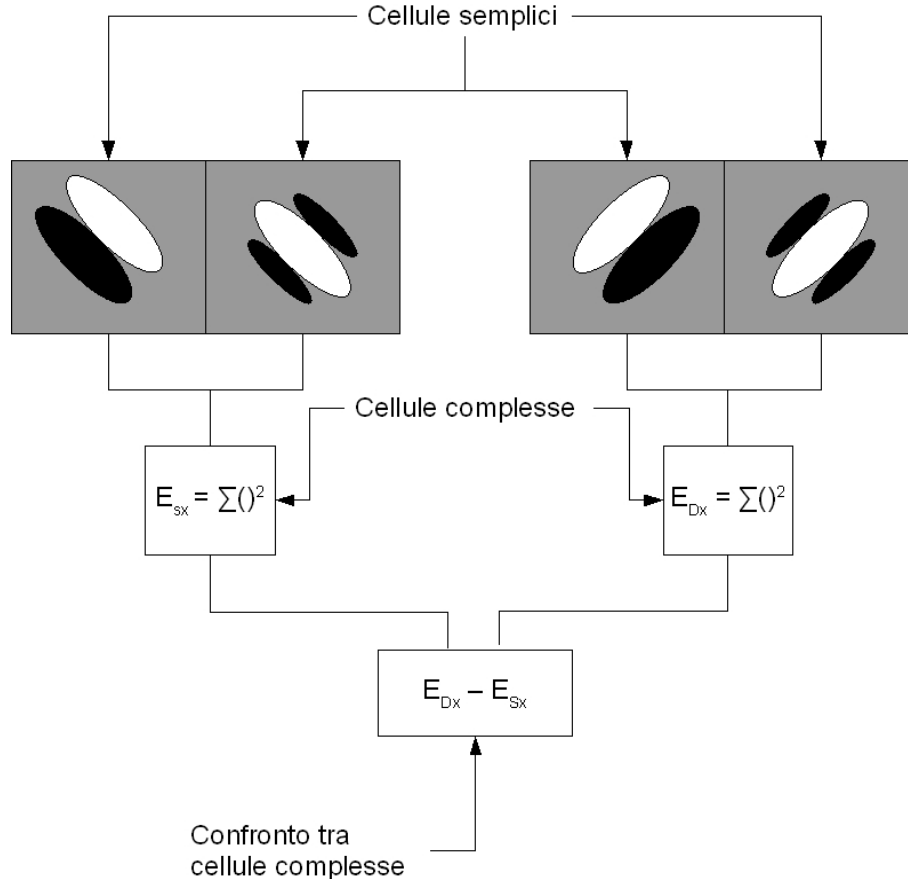 Cellule semplici
Cellule complesse
E_sx = ∑()²
E_Dx = ∑()²
E_Dx – E_Sx
Confronto tra
cellule complesse